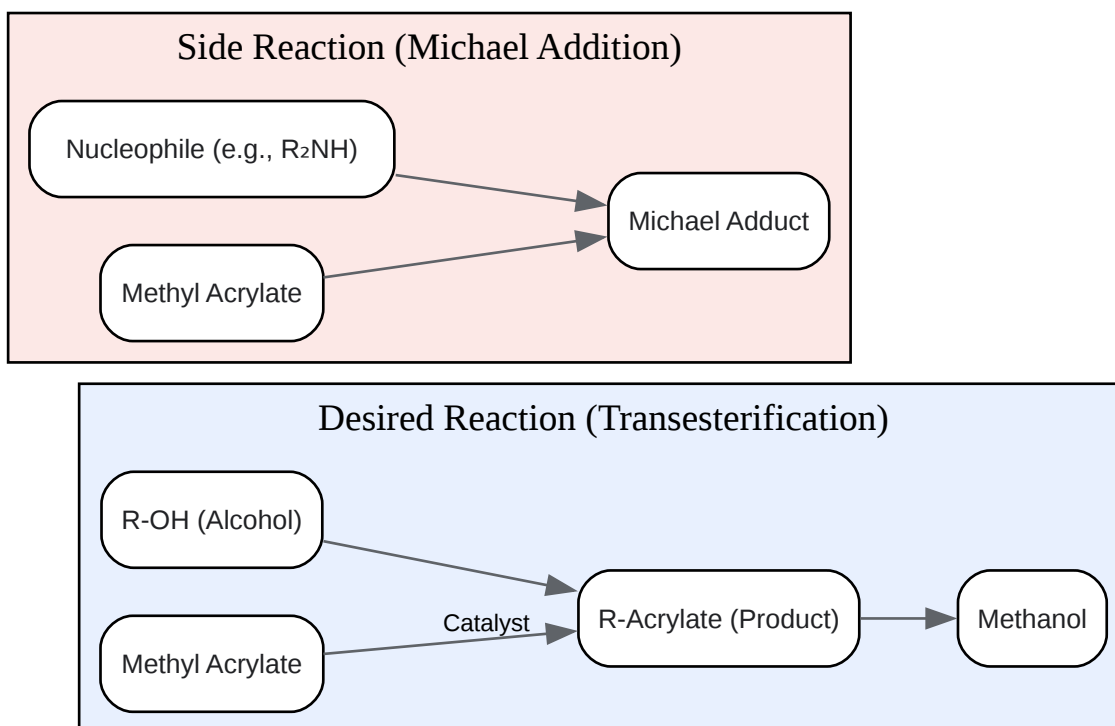 Side Reaction (Michael Addition)
Nucleophile (e.g., R₂NH)
Michael Adduct
Methyl Acrylate
Desired Reaction (Transesterification)
R-OH (Alcohol)
Catalyst
R-Acrylate (Product)
Methanol
Methyl Acrylate